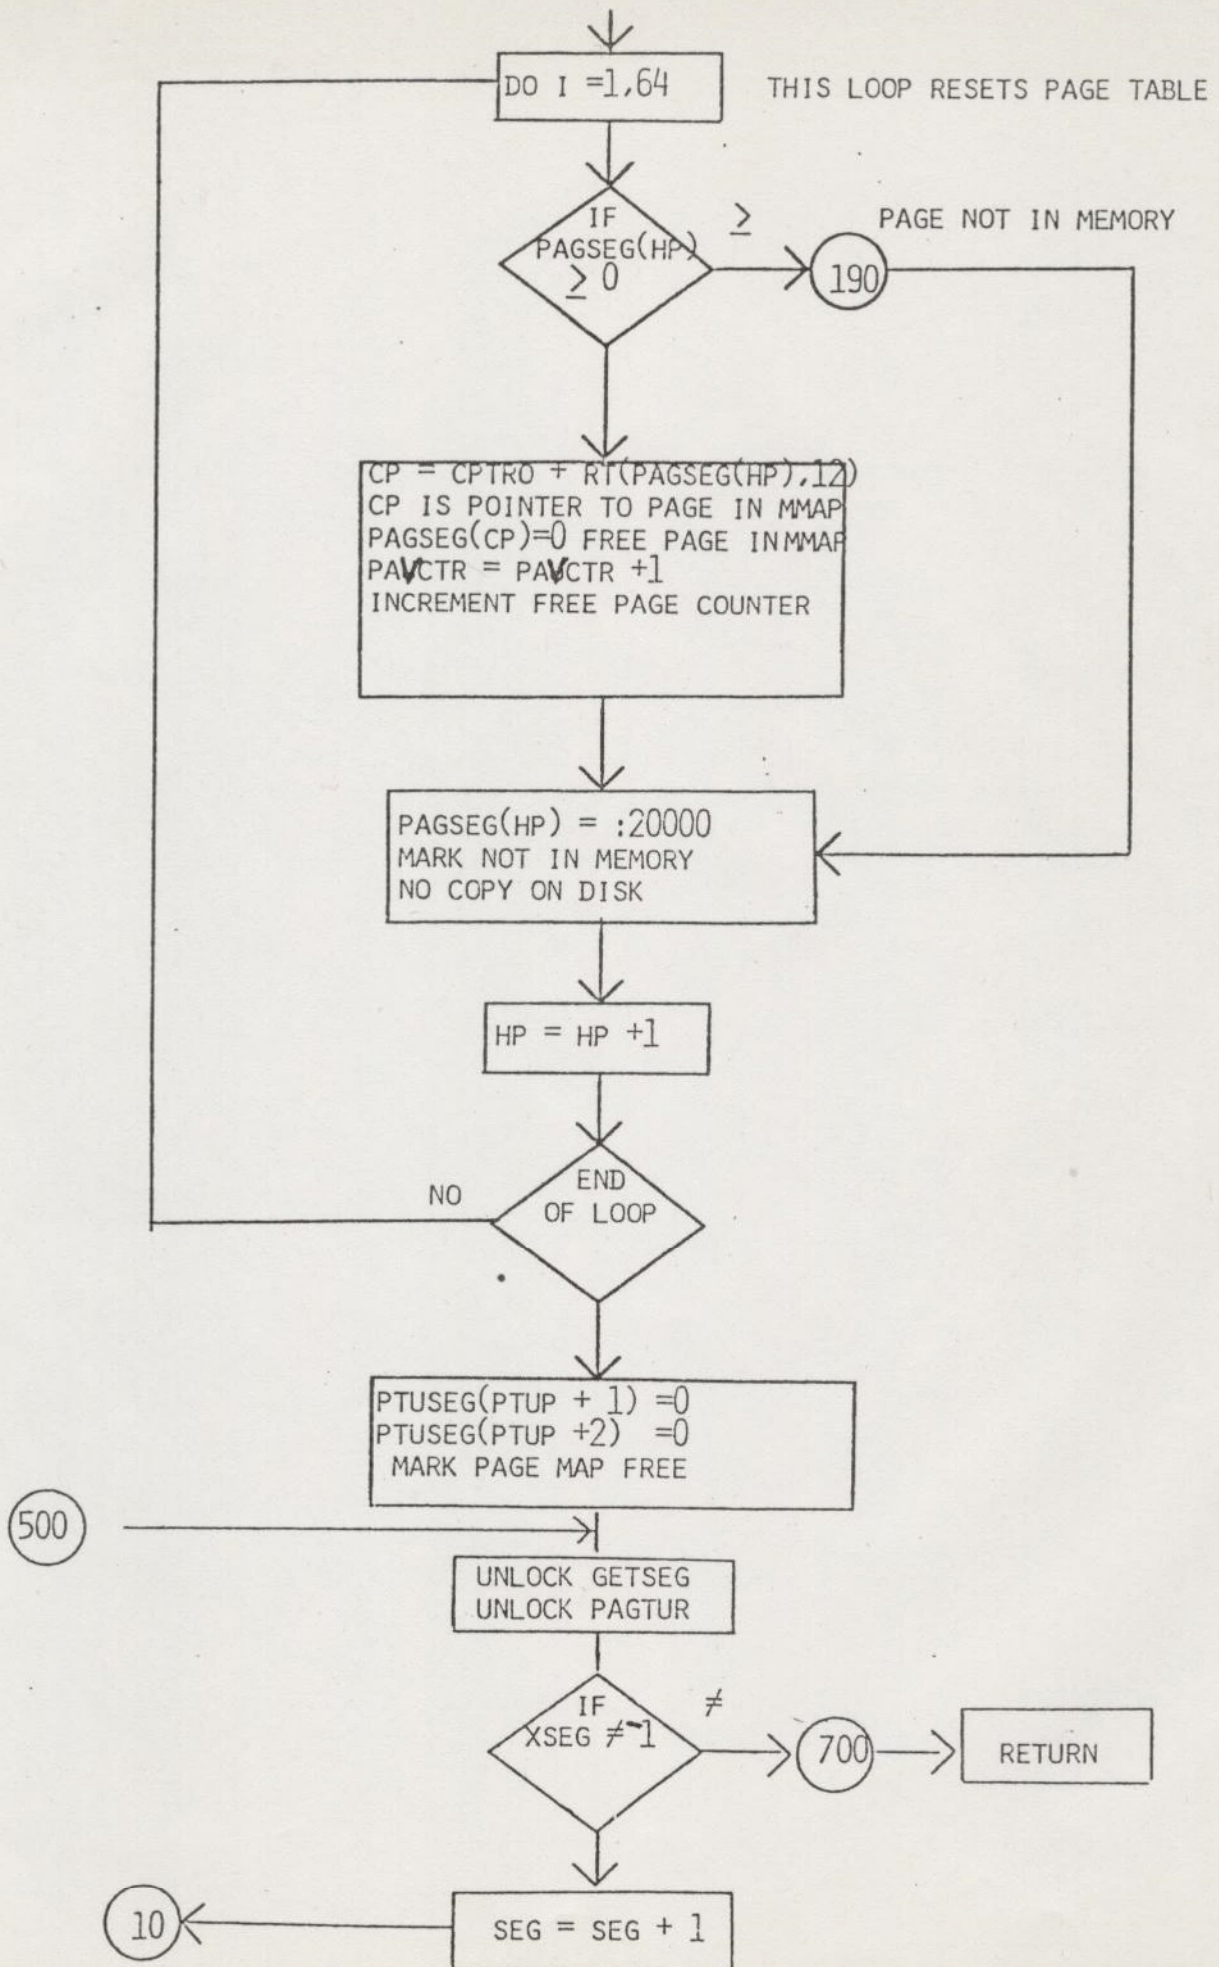 DO I =1,64
THIS LOOP RESETS PAGE TABLE
IF
PAGSEG(HP)
≥ 0
≥
PAGE NOT IN MEMORY
190
CP = CPTRO + RT(PAGSEG(HP),12)
CP IS POINTER TO PAGE IN MMAP
PAGSEG(CP)=0 FREE PAGE IN MMAP
PAVCTR = PAVCTR +1
INCREMENT FREE PAGE COUNTER
PAGSEG(HP) = :20000
MARK NOT IN MEMORY
NO COPY ON DISK
HP = HP +1
END
OF LOOP
NO
PTUSEG(PTUP + 1) =0
PTUSEG(PTUP +2) =0
MARK PAGE MAP FREE
500
UNLOCK GETSEG
UNLOCK PAGTUR
IF
XSEG ≠-1
≠
700
RETURN
10
SEG = SEG + 1